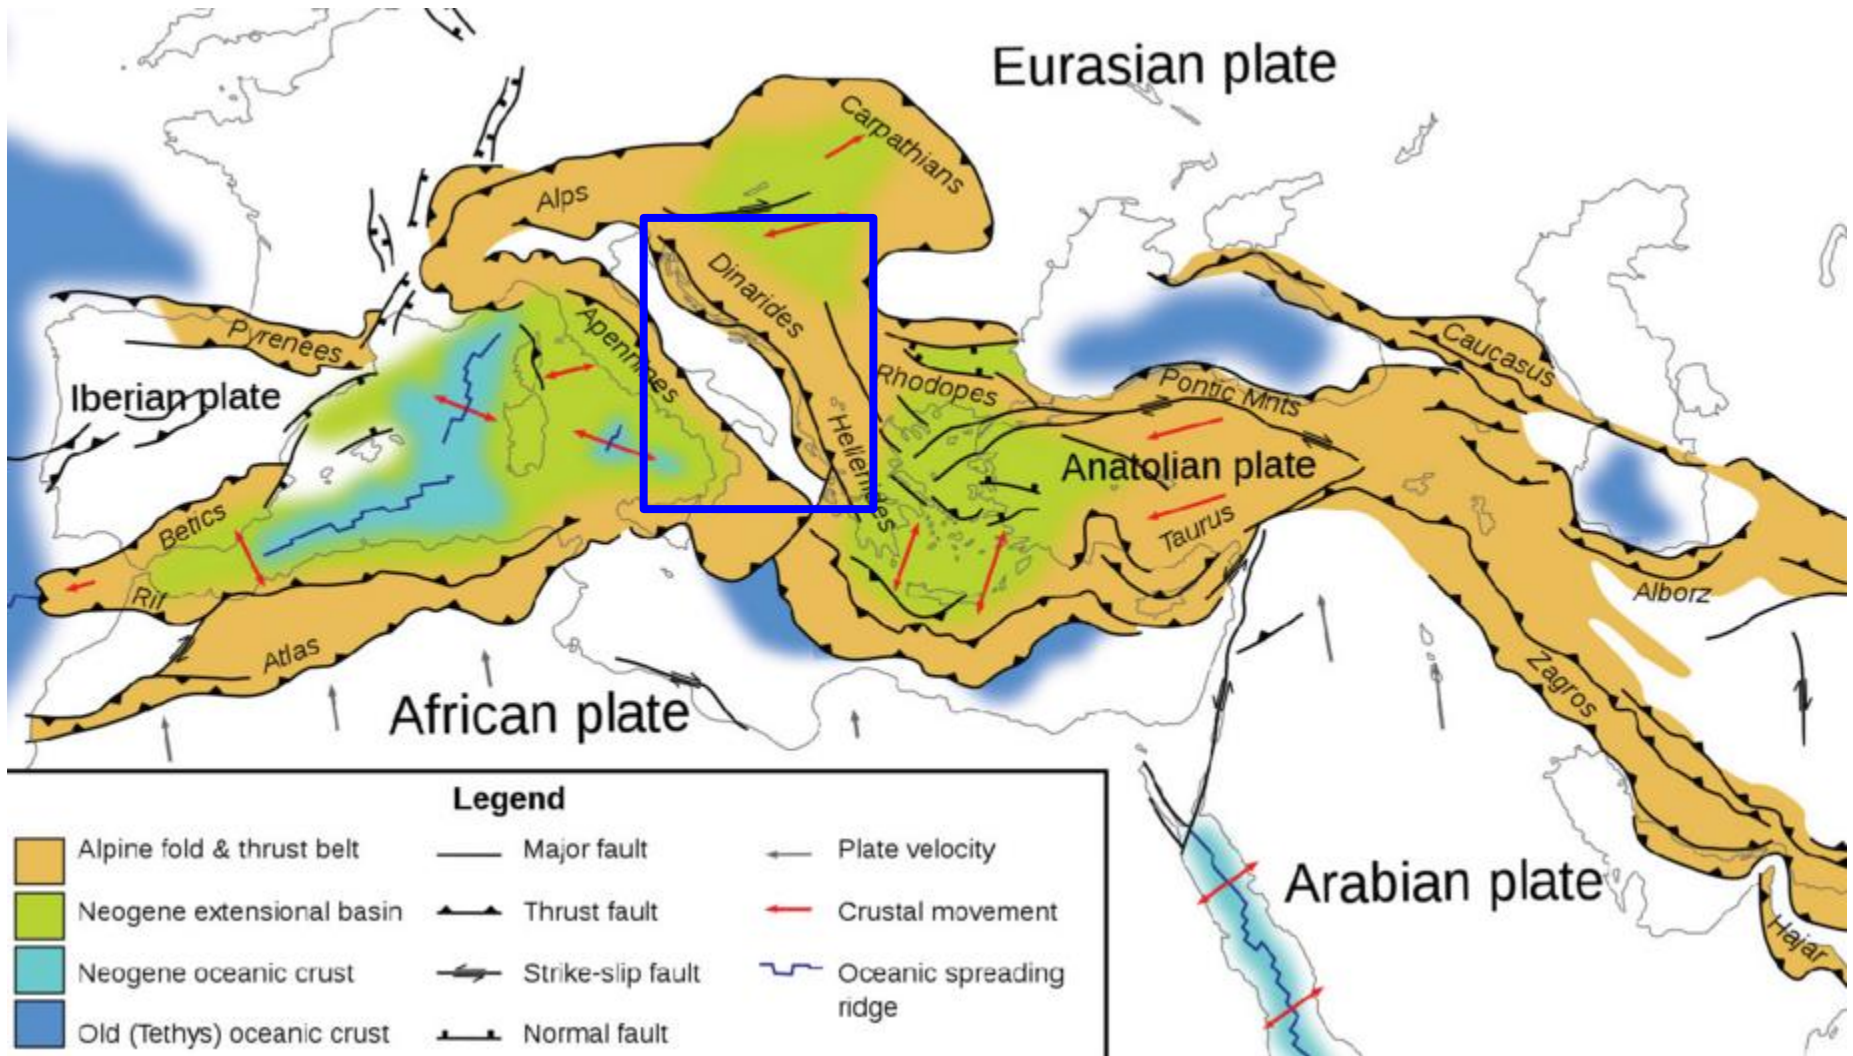 Eurasian plate
Carpathians
Alps
Dinarides
Pyrenees
Apennines
Caucasus
Iberian plate
Rhodopes
Pontic Mnts
Hellenides
Anatolian plate
Betics
Taurus
Rif
Alborz
Atlas
Zagros
African plate
Arabian plate
Hajar
Legend
Alpine fold & thrust belt
Major fault
Plate velocity
Neogene extensional basin
Thrust fault
Crustal movement
Neogene oceanic crust
Strike-slip fault
Oceanic spreading
ridge
Old (Tethys) oceanic crust
Normal fault